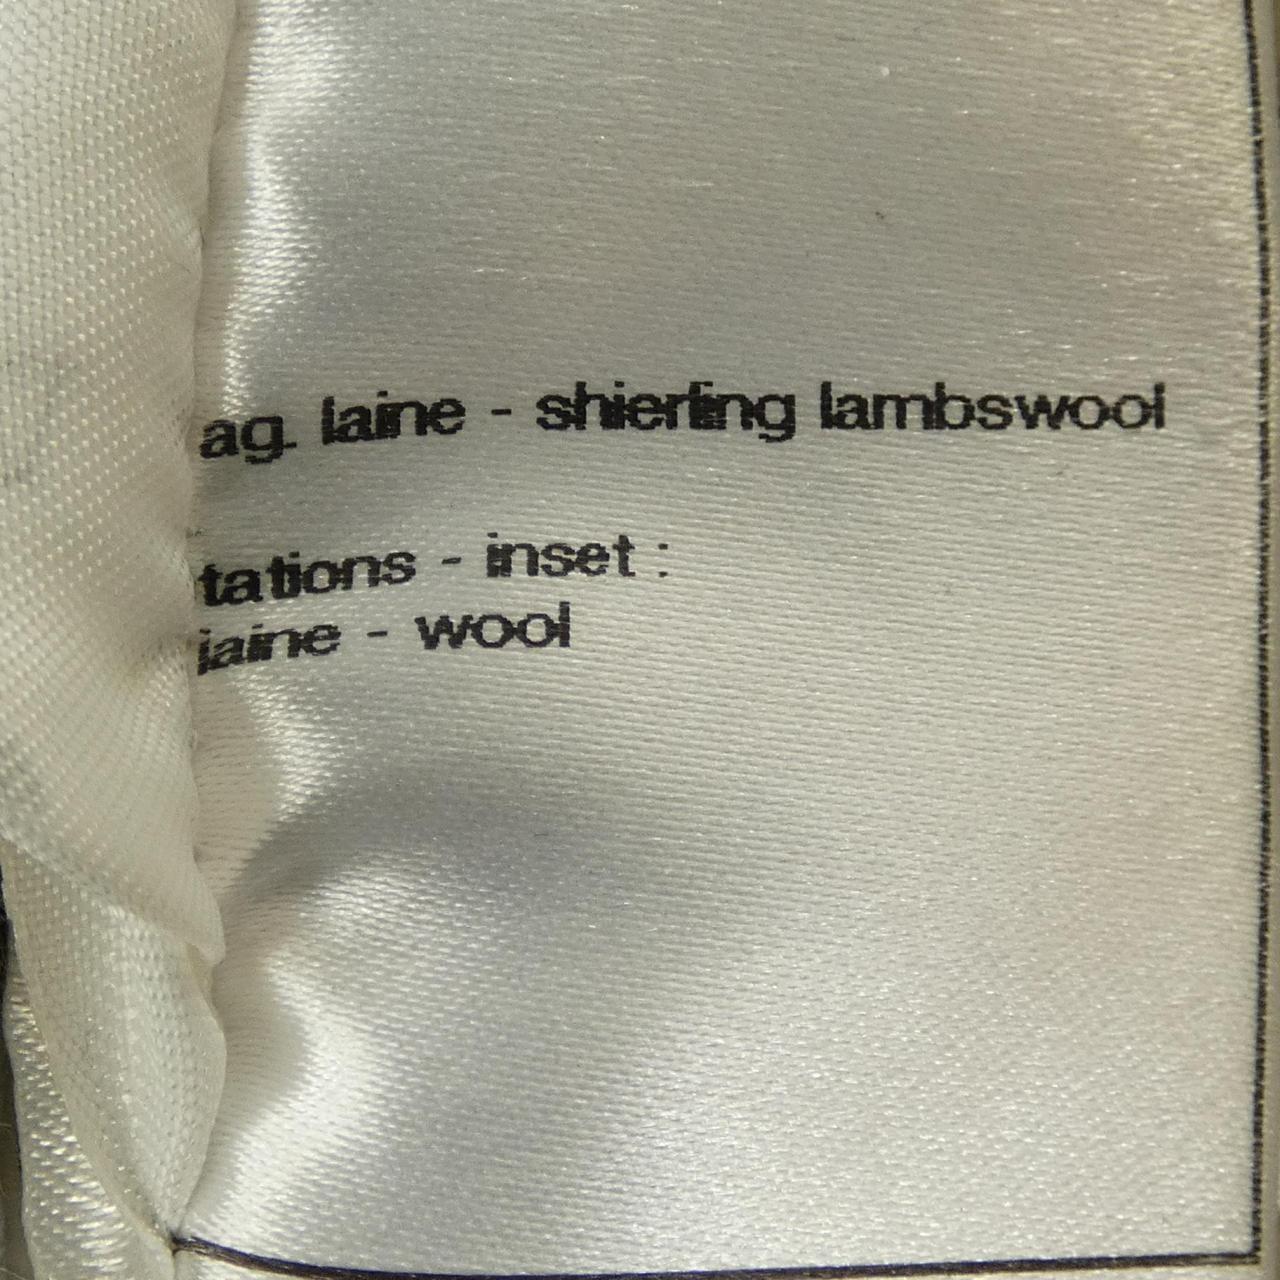 ag. laine - shierling lambswool
tations - inset :
laine - wool